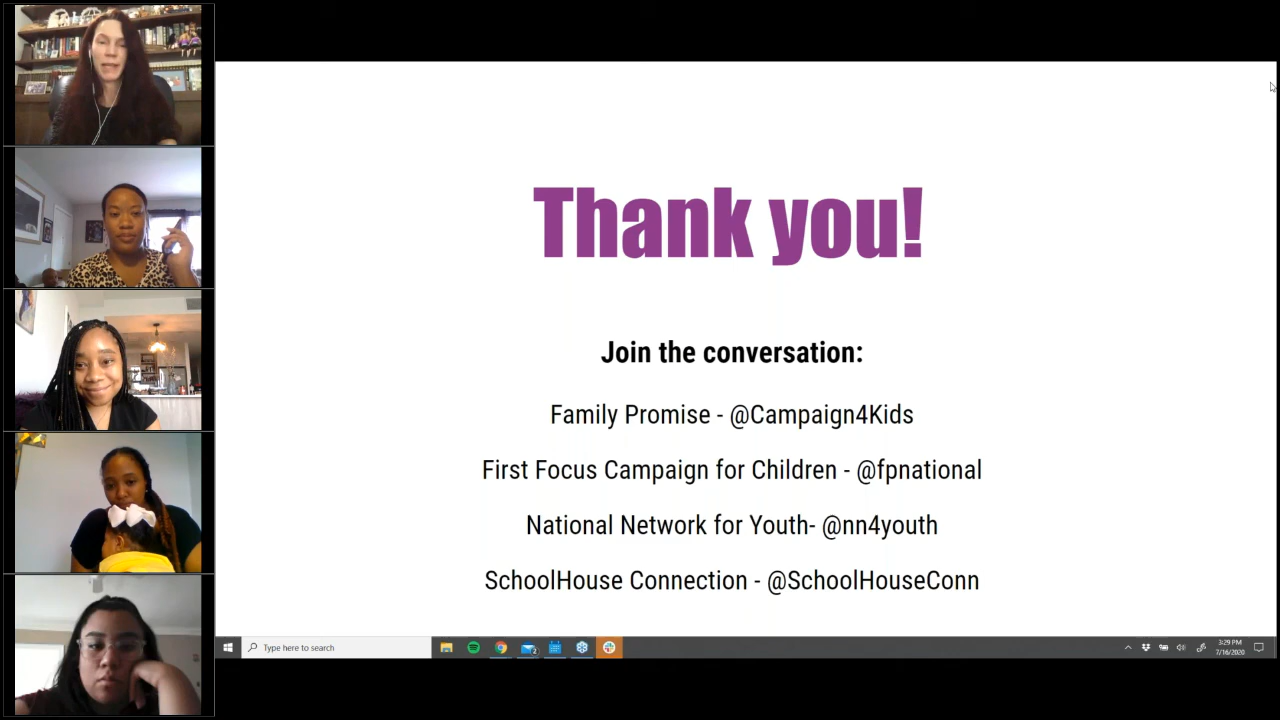 Thank you!
Join the conversation:
Family Promise - @Campaign4Kids
First Focus Campaign for Children - @fpnational
National Network for Youth- @nn4youth
SchoolHouse Connection - @SchoolHouseConn
Type here to search
2
3:29 PM
7/16/2020